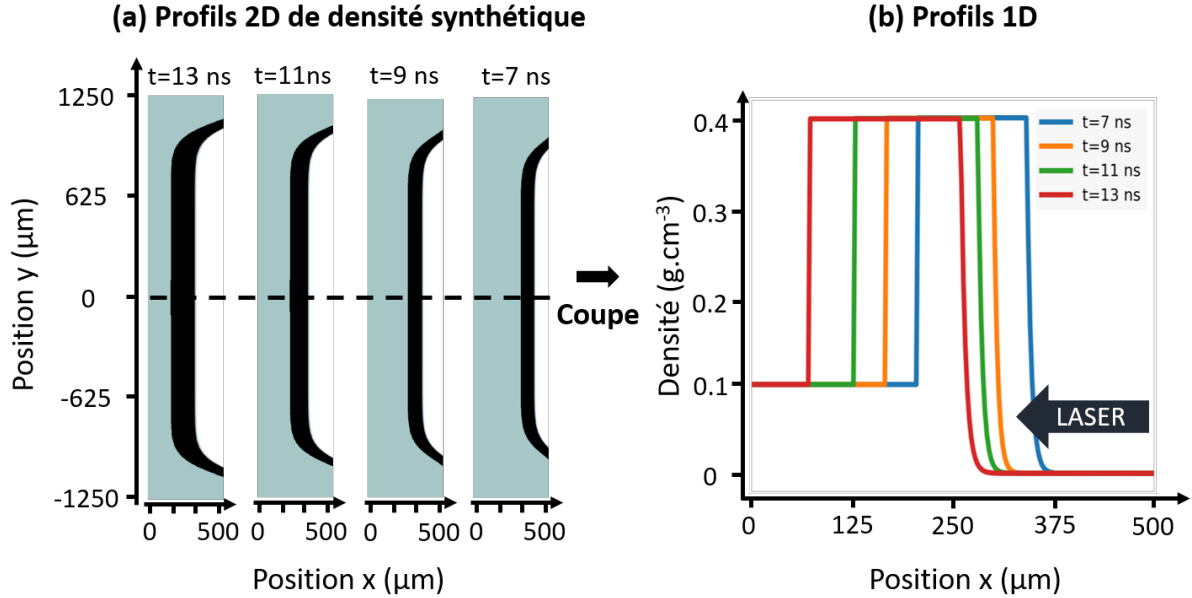 (a) Profils 2D de densité synthétique
t=13 ns
t=11ns
t=9 ns
t=7 ns
1250
625
0
-625
-1250
Position y (µm)
0
500
0
500
0
500
0
500
Position x (µm)
Coupe
(b) Profils 1D
Densité (g.cm-3)
0.4
0.3
0.2
0.1
0
t=7 ns
t=9 ns
t=11 ns
t=13 ns
LASER
0
125
250
375
500
Position x (µm)